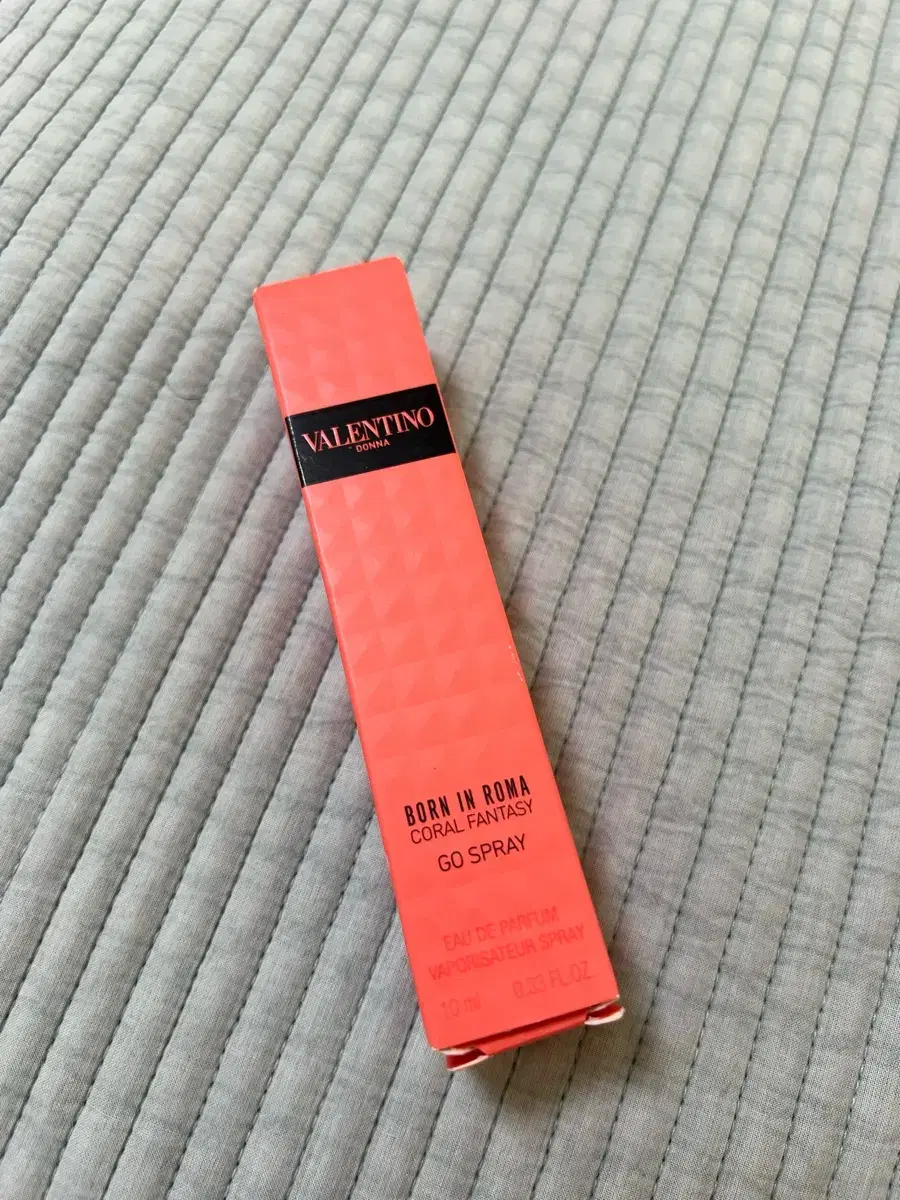 VALENTINO
DONNA
BORN IN ROMA
CORAL FANTASY
GO SPRAY
EAU DE PARFUM
VAPORISATEUR SPRAY
10 ml 0.33 FL.OZ